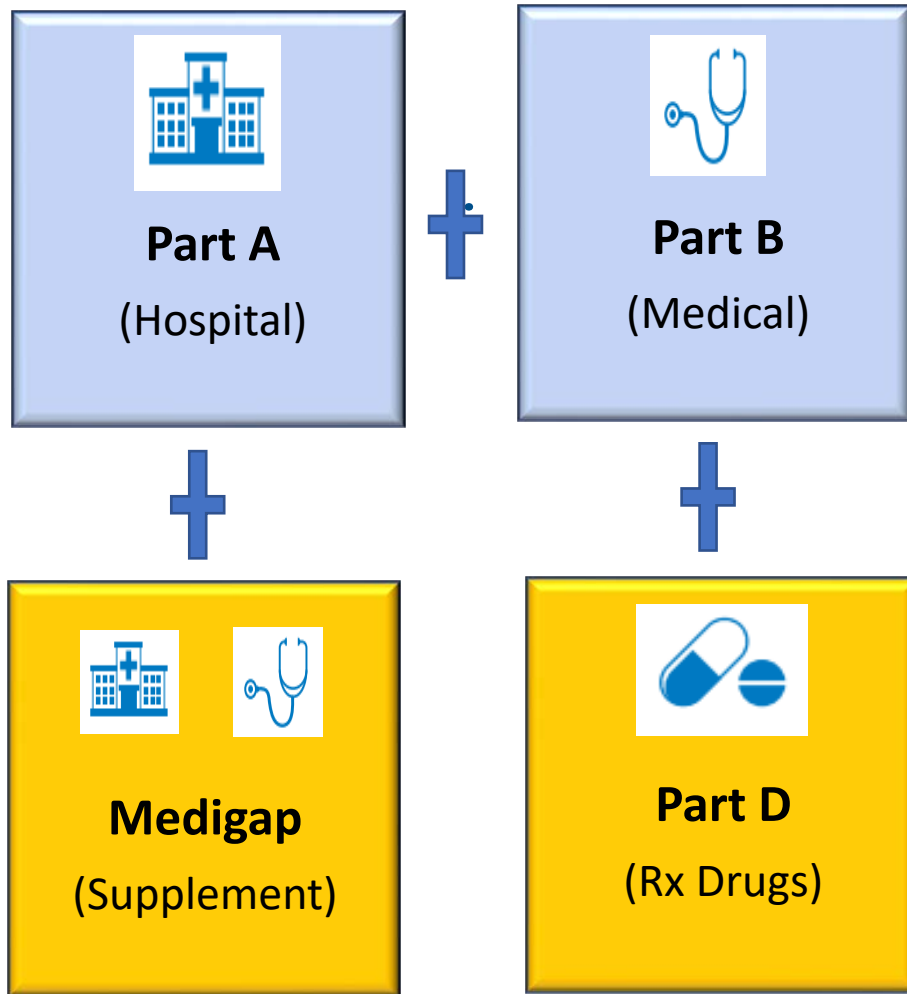 Part A
(Hospital)
Part B
(Medical)
Medigap
(Supplement)
Part D
(Rx Drugs)